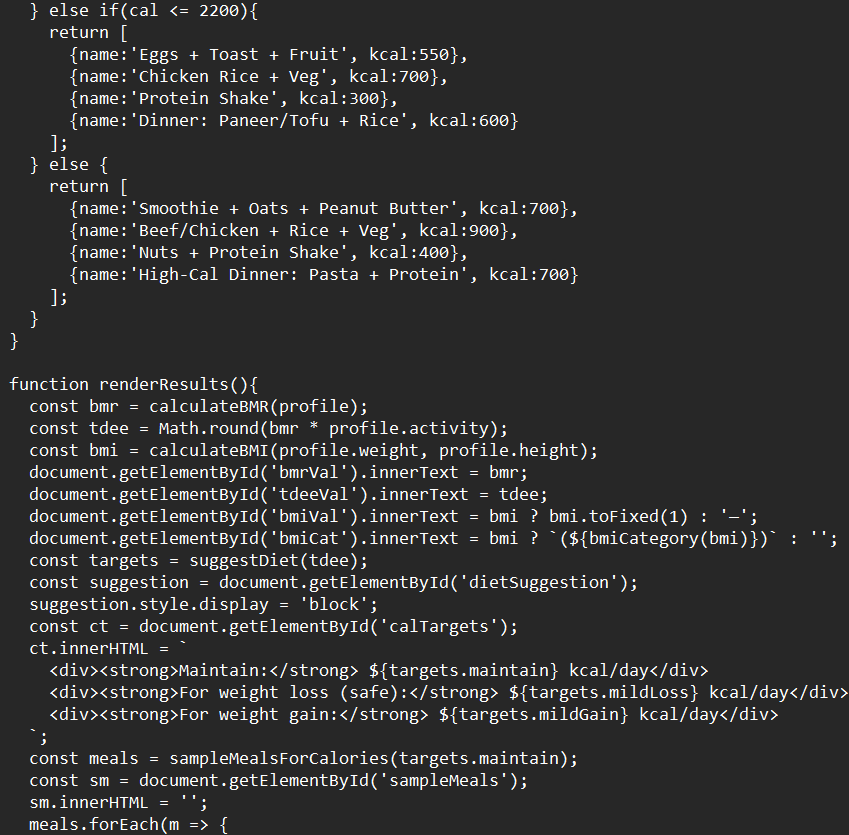 } else if(cal <= 2200){
    return [
      {name:'Eggs + Toast + Fruit', kcal:550},
      {name:'Chicken Rice + Veg', kcal:700},
      {name:'Protein Shake', kcal:300},
      {name:'Dinner: Paneer/Tofu + Rice', kcal:600}
    ];
  } else {
    return [
      {name:'Smoothie + Oats + Peanut Butter', kcal:700},
      {name:'Beef/Chicken + Rice + Veg', kcal:900},
      {name:'Nuts + Protein Shake', kcal:400},
      {name:'High-Cal Dinner: Pasta + Protein', kcal:700}
    ];
  }
}

function renderResults(){
  const bmr = calculateBMR(profile);
  const tdee = Math.round(bmr * profile.activity);
  const bmi = calculateBMI(profile.weight, profile.height);
  document.getElementById('bmrVal').innerText = bmr;
  document.getElementById('tdeeVal').innerText = tdee;
  document.getElementById('bmiVal').innerText = bmi ? bmi.toFixed(1) : '—';
  document.getElementById('bmiCat').innerText = bmi ? `(${bmiCategory(bmi)})` : '';
  const targets = suggestDiet(tdee);
  const suggestion = document.getElementById('dietSuggestion');
  suggestion.style.display = 'block';
  const ct = document.getElementById('calTargets');
  ct.innerHTML = `
    <div><strong>Maintain:</strong> ${targets.maintain} kcal/day</div>
    <div><strong>For weight loss (safe):</strong> ${targets.mildLoss} kcal/day</div>
    <div><strong>For weight gain:</strong> ${targets.mildGain} kcal/day</div>
  `;
  const meals = sampleMealsForCalories(targets.maintain);
  const sm = document.getElementById('sampleMeals');
  sm.innerHTML = '';
  meals.forEach(m => {